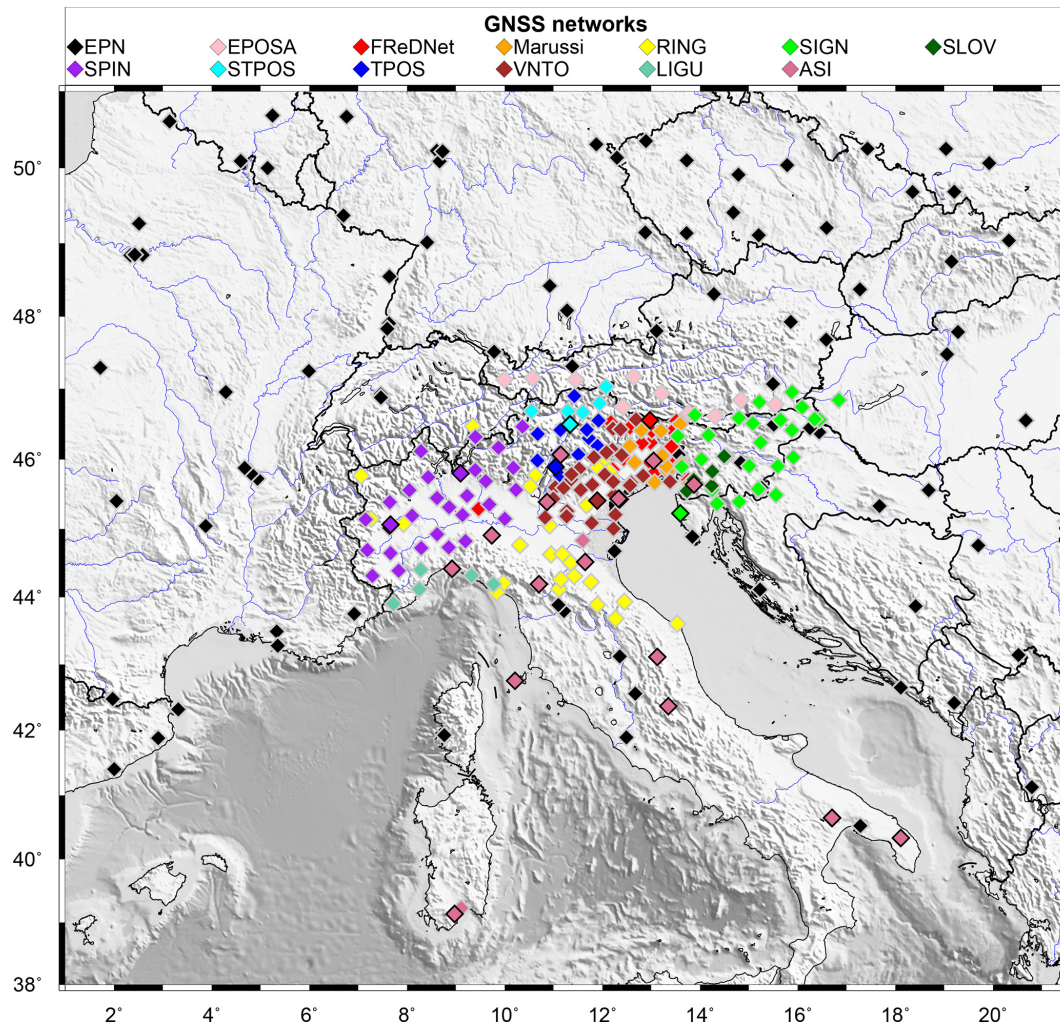 GNSS networks
EPN EPOSA FReDNet Marussi RING SIGN SLOV
SPIN STPOS TPOS VNTO LIGU ASI
50°
48°
46°
44°
42°
40°
38°
2° 4° 6° 8° 10° 12° 14° 16° 18° 20°